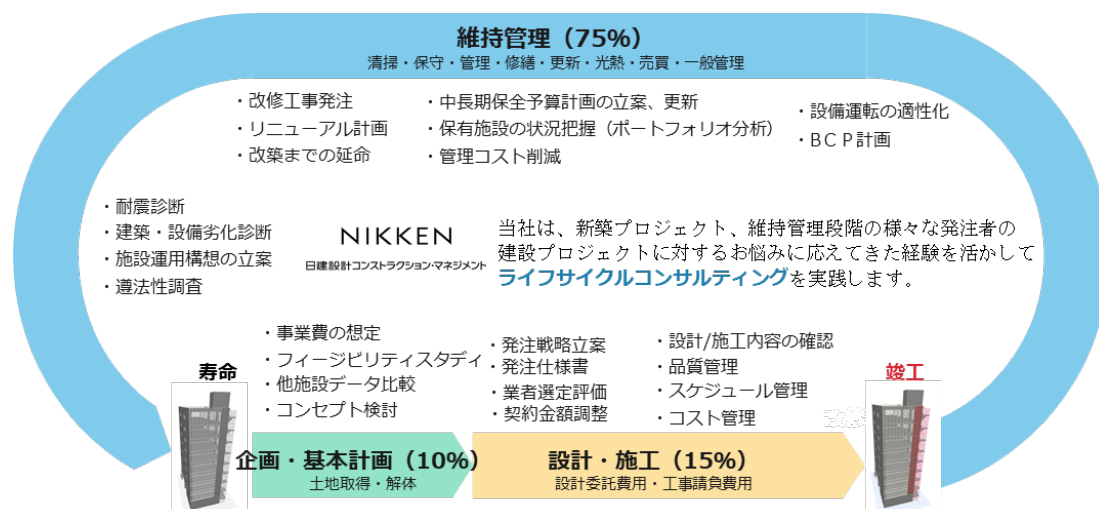 維持管理（75%）
清掃・保守・管理・修繕・更新・光熱・売買・一般管理
・改修工事発注
・リニューアル計画
・改築までの延命
・中長期保全予算計画の立案、更新
・保有施設の状況把握（ポートフォリオ分析）
・管理コスト削減
・設備運転の適性化
・BCP計画
・耐震診断
・建築・設備劣化診断
・施設運用構想の立案
・遵法性調査
NIKKEN
日建設計コンストラクション・マネジメント
当社は、新築プロジェクト、維持管理段階の様々な発注者の
建設プロジェクトに対するお悩みに応えてきた経験を活かして
ライフサイクルコンサルティングを実践します。
・事業費の想定
・フィージビリティスタディ
・他施設データ比較
・コンセプト検討
・発注戦略立案
・発注仕様書
・業者選定評価
・契約金額調整
・設計/施工内容の確認
・品質管理
・スケジュール管理
・コスト管理
寿命
竣工
企画・基本計画（10%）
土地取得・解体
設計・施工（15%）
設計委託費用・工事請負費用